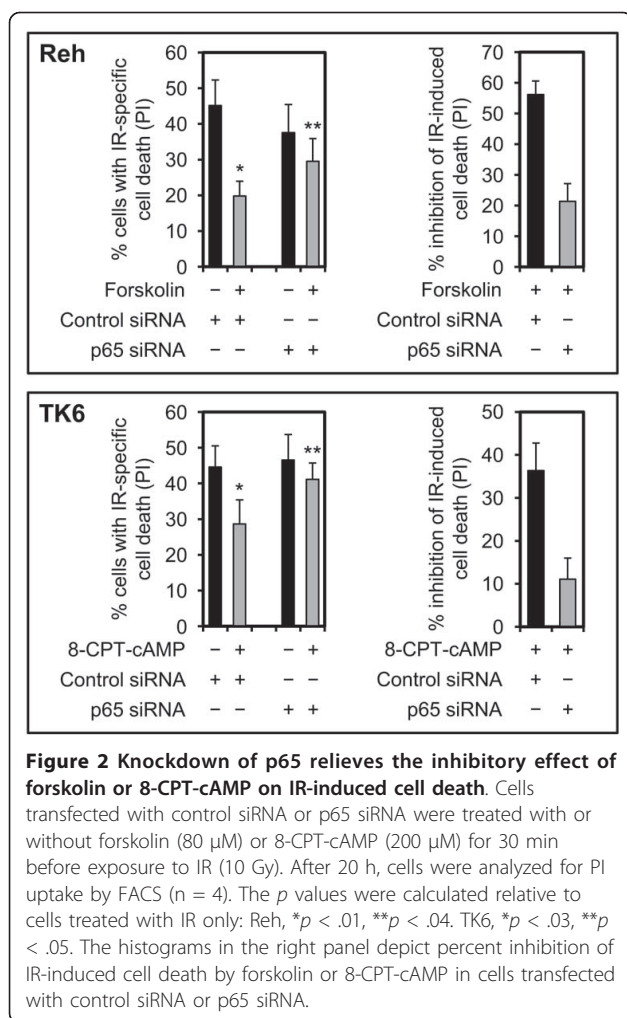 Reh
% cells with IR-specific
cell death (PI)
60
50
40
30
20
10
0
*
**
% inhibition of IR-induced
cell death (PI)
70
60
50
40
30
20
10
0
Forskolin – + – + Forskolin + +
Control siRNA + + – – Control siRNA + –
p65 siRNA – – + + p65 siRNA – +
TK6
% cells with IR-specific
cell death (PI)
60
50
40
30
20
10
0
*
**
% inhibition of IR-induced
cell death (PI)
50
40
30
20
10
0
8-CPT-cAMP – + – + 8-CPT-cAMP + +
Control siRNA + + – – Control siRNA + –
p65 siRNA – – + + p65 siRNA – +
Figure 2 Knockdown of p65 relieves the inhibitory effect of
forskolin or 8-CPT-cAMP on IR-induced cell death. Cells
transfected with control siRNA or p65 siRNA were treated with or
without forskolin (80 μM) or 8-CPT-cAMP (200 μM) for 30 min
before exposure to IR (10 Gy). After 20 h, cells were analyzed for PI
uptake by FACS (n = 4). The p values were calculated relative to
cells treated with IR only: Reh, *p < .01, **p < .04. TK6, *p < .03, **p
< .05. The histograms in the right panel depict percent inhibition of
IR-induced cell death by forskolin or 8-CPT-cAMP in cells transfected
with control siRNA or p65 siRNA.